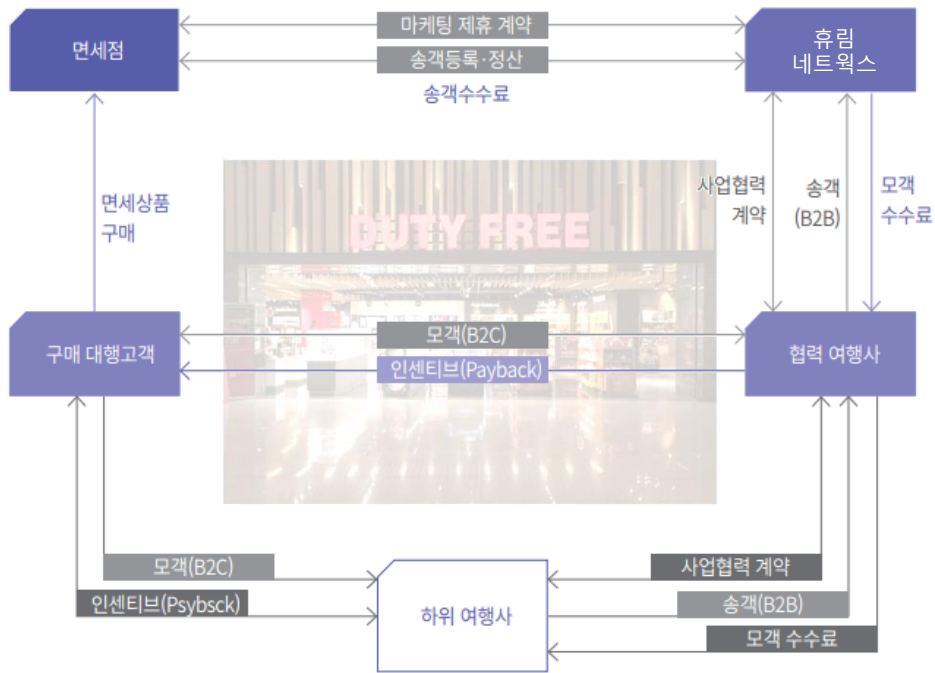 면세점
마케팅 제휴 계약
송객등록·정산
송객수수료
휴림
네트웍스
면세상품
구매
DUTY FREE
사업협력
계약
송객
(B2B)
모객
수수료
구매 대행고객
모객(B2C)
인센티브(Payback)
협력 여행사
모객(B2C)
인센티브(Psybsck)
하위 여행사
사업협력 계약
송객(B2B)
모객 수수료